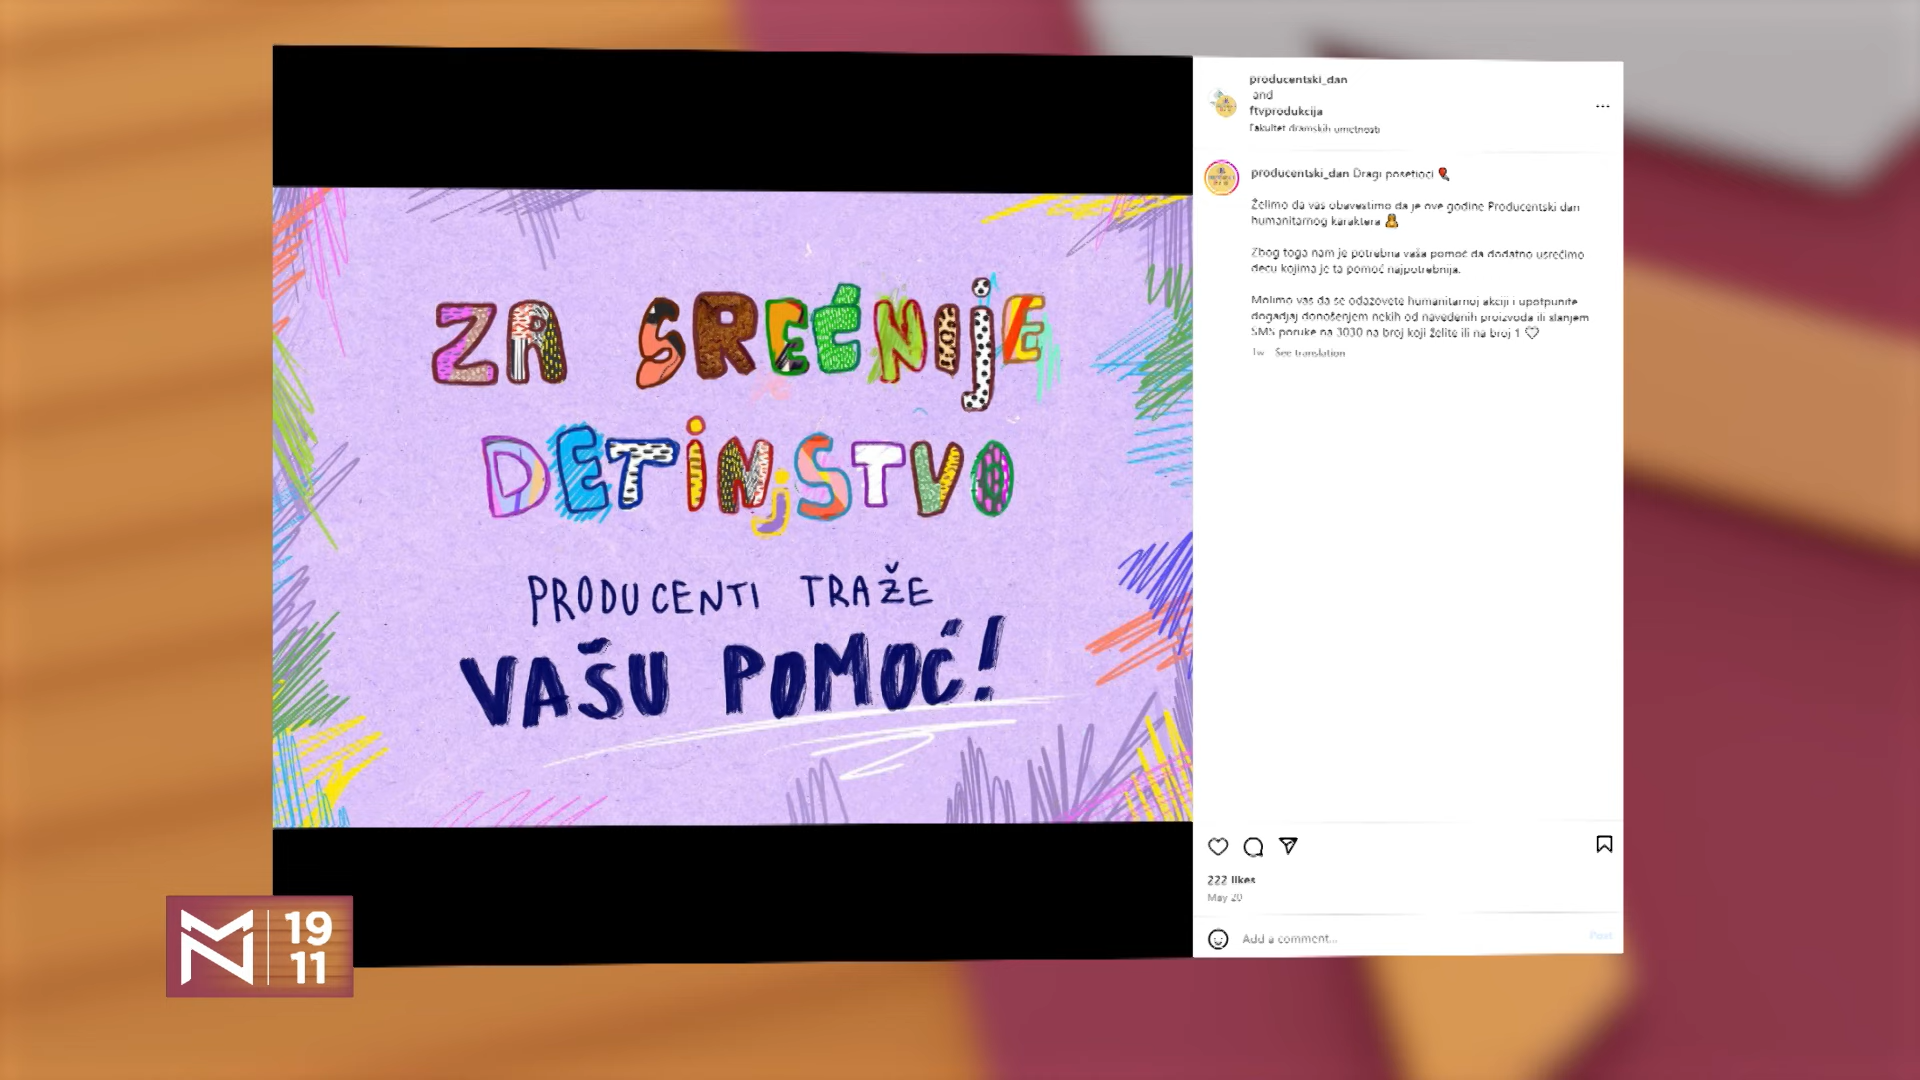 ZA SREĆNIJE
DETINjSTVO
PRODUCENTI TRAŽE
VAŠU POMOĆ!
producentski_dan
and
ftvprodukcija
Fakultet dramskih umetnosti
...
producentski_dan Dragi posetioci
Želimo da vas obavestimo da je ove godine Producentski dan
humanitarnog karaktera
Zbog toga nam je potrebna vaša pomoć da dodatno usrećimo
decu kojima je ta pomoć najpotrebnija.
Molimo vas da se odazovete humanitarnoj akciji i upotpunite
dogadjaj donošenjem nekih od navedenih proizvoda ili slanjem
SMS poruke na 3030 na broj koji želite ili na broj 1
1w See translation
222 likes
May 20
Add a comment...
Post
19
11